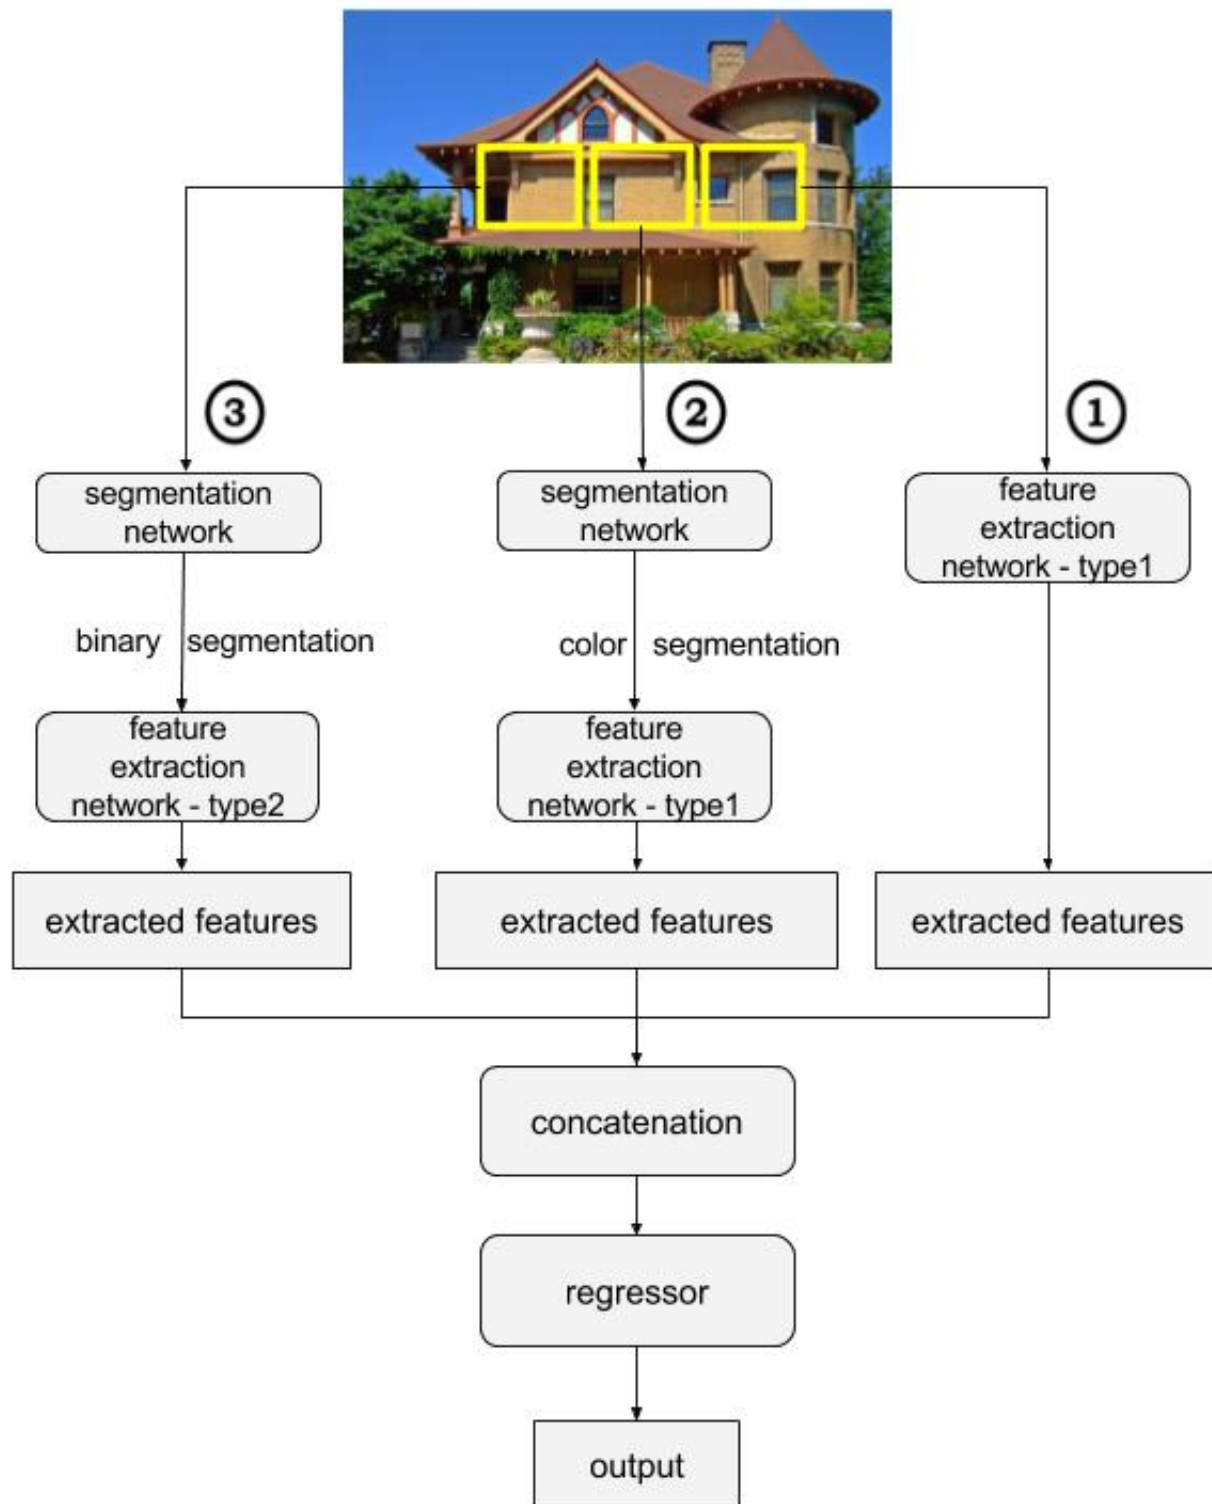 3
2
1
segmentation
network
segmentation
network
feature
extraction
network - type1
binary segmentation
color segmentation
feature
extraction
network - type2
feature
extraction
network - type1
extracted features
extracted features
extracted features
concatenation
regressor
output